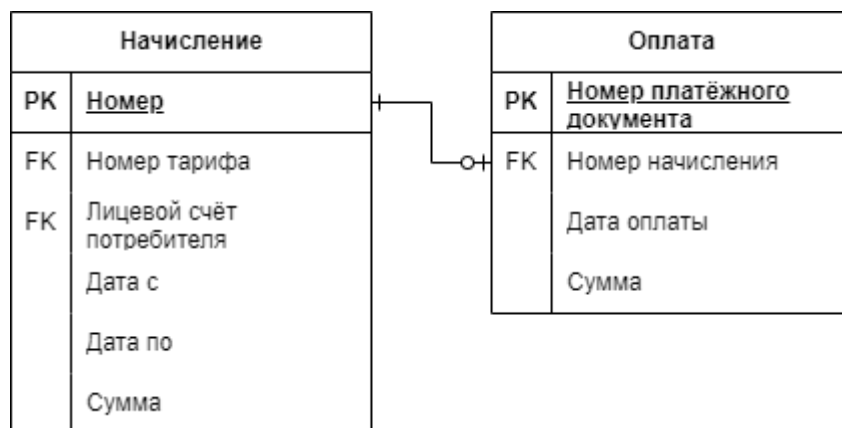 Начисление
PK Номер
FK Номер тарифа
FK Лицевой счёт
потребителя
Дата с
Дата по
Сумма
Оплата
PK Номер платёжного
документа
FK Номер начисления
Дата оплаты
Сумма